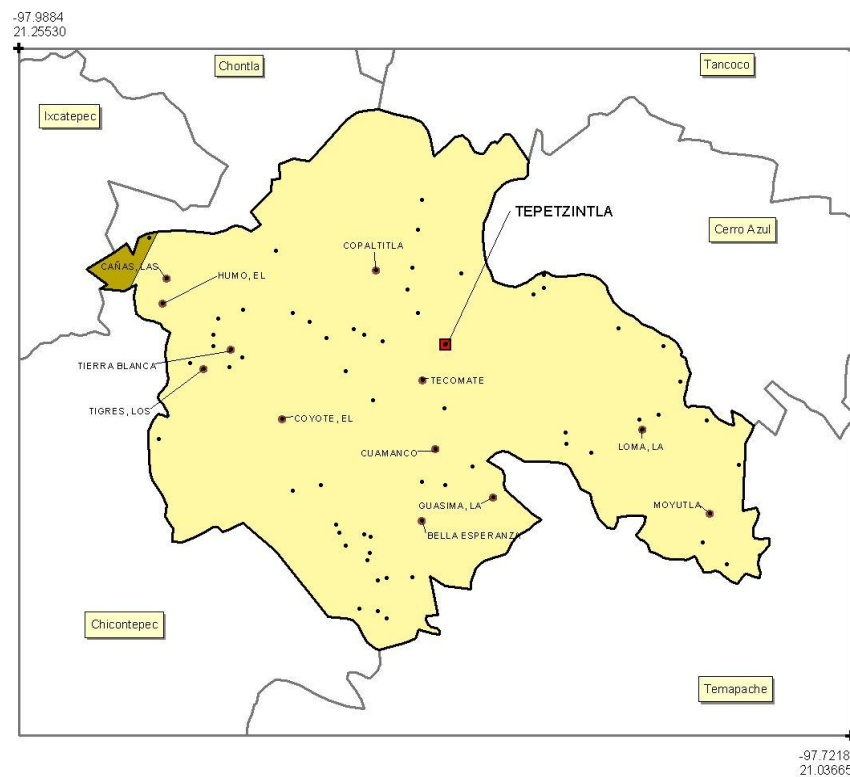 -97.9884
21.25530
Chontla
Tancoco
Ixcatepec
TEPETZINTLA
Cerro Azul
COPALTITLA
CAÑAS, LAS
HUMO, EL
TIERRA BLANCA
TECOMATE
TIGRES, LOS
COYOTE, EL
CUAMANCO
LOMA, LA
GUASIMA, LA
MOYUTLA
BELLA ESPERANZA
Chicontepec
Temapache
-97.7218
21.03665